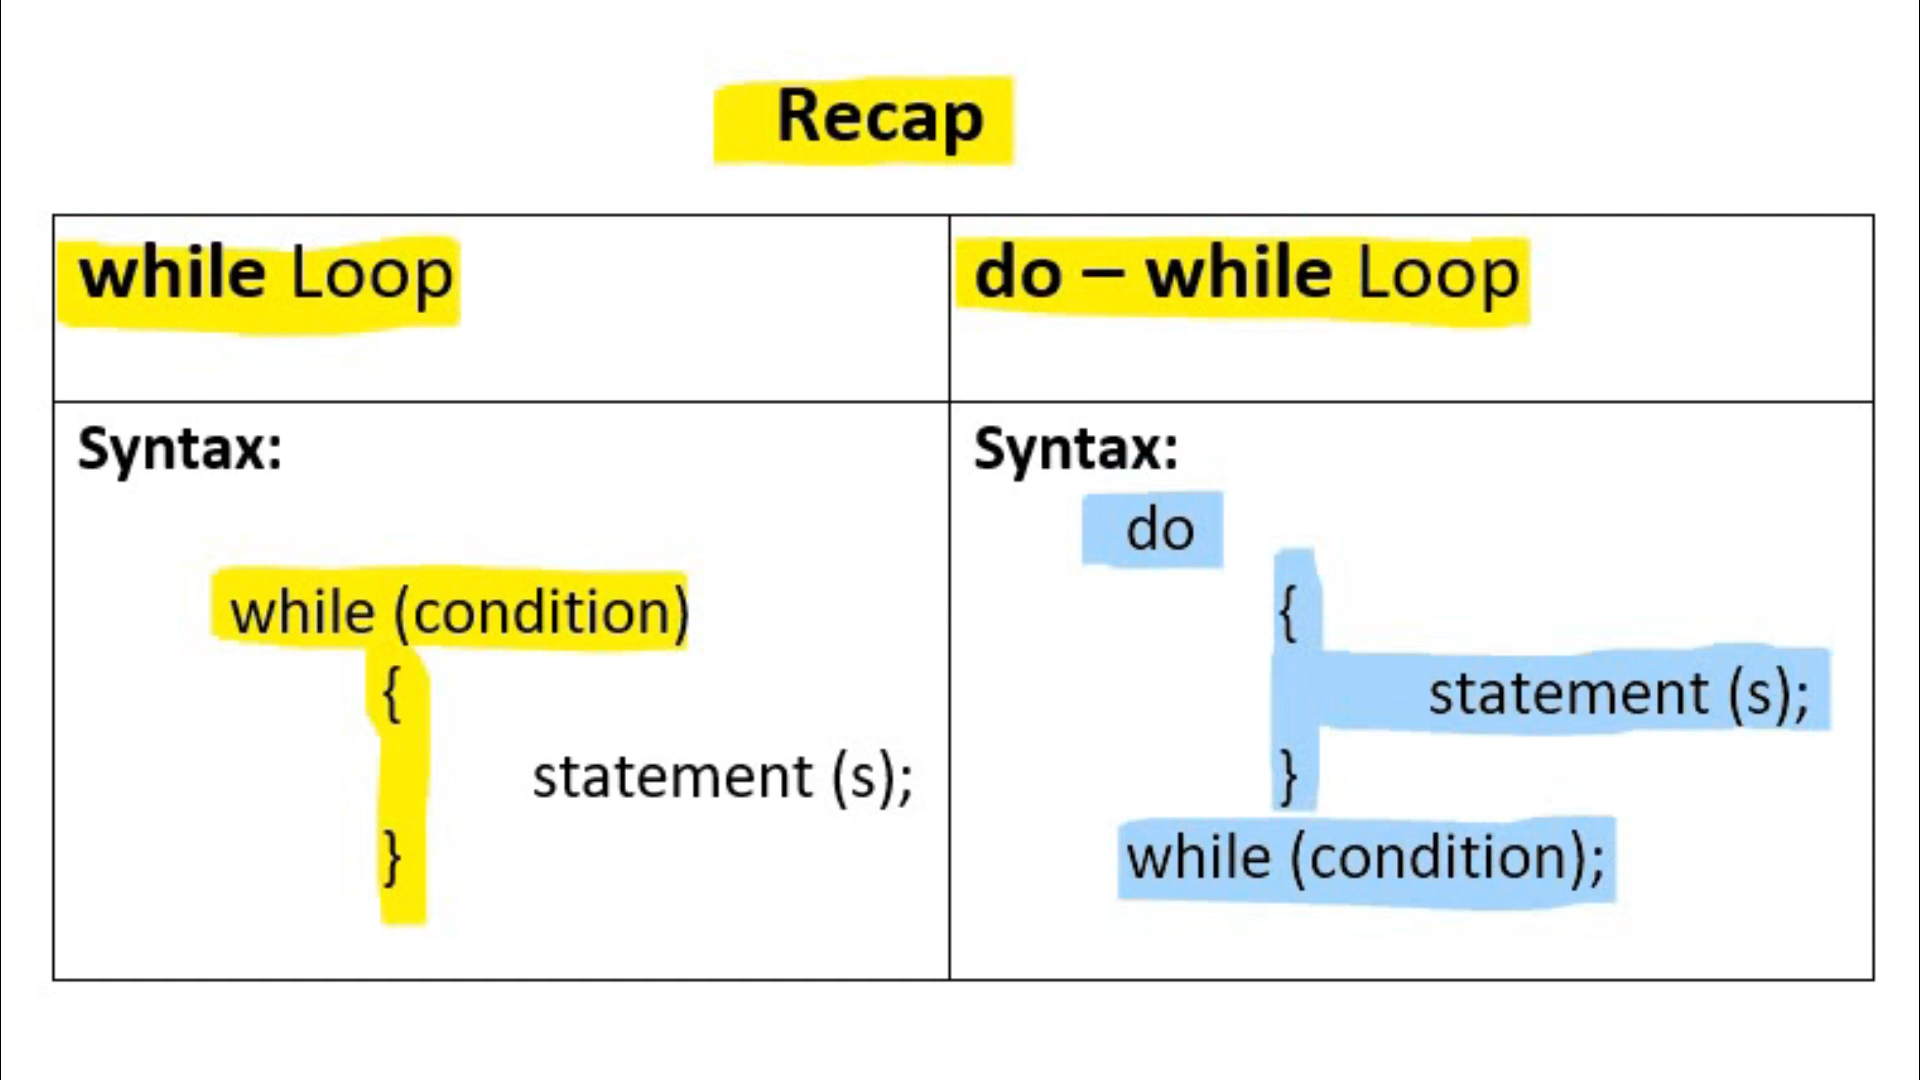 Recap
while Loop
do – while Loop
Syntax:
while (condition)
{
statement (s);
}
Syntax:
do
{
statement (s);
}
while (condition);